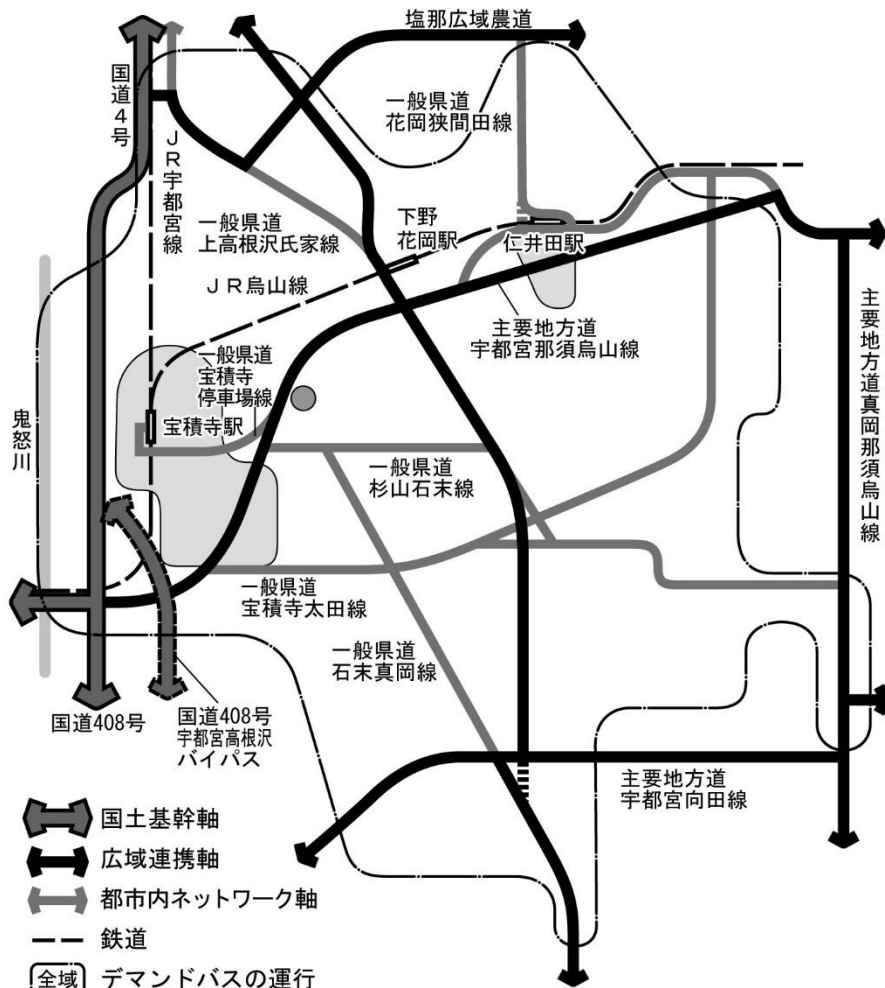 塩那広域農道
国道4号
JR宇都宮線
一般県道
花岡狭間田線
一般県道
上高根沢氏家線
下野
花岡駅
仁井田駅
JR烏山線
主要地方道
宇都宮那須烏山線
主要地方道真岡那須烏山線
一般県道
宝積寺
停車場線
宝積寺駅
鬼怒川
一般県道
杉山石末線
一般県道
宝積寺太田線
一般県道
石末真岡線
国道408号
国道408号
宇都宮高根沢
バイパス
主要地方道
宇都宮向田線
国土基幹軸
広域連携軸
都市内ネットワーク軸
鉄道
全域 デマンドバスの運行